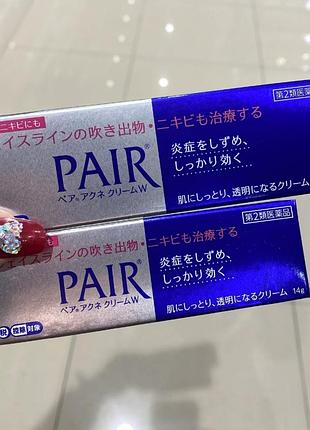 ニキビにも
第2類医薬品
イスラインの吹き出物・ニキビも治療する
PAIR®
ペア®アクネ クリームW
炎症をしずめ、
しっかり効く
肌にしっとり、透明になるクリーム
第2類医薬品
ェイスラインの吹き出物・ニキビも治療する
PAIR®
ペア®アクネ クリームW
炎症をしずめ、
しっかり効く
肌にしっとり、透明になるクリーム 14g
対象